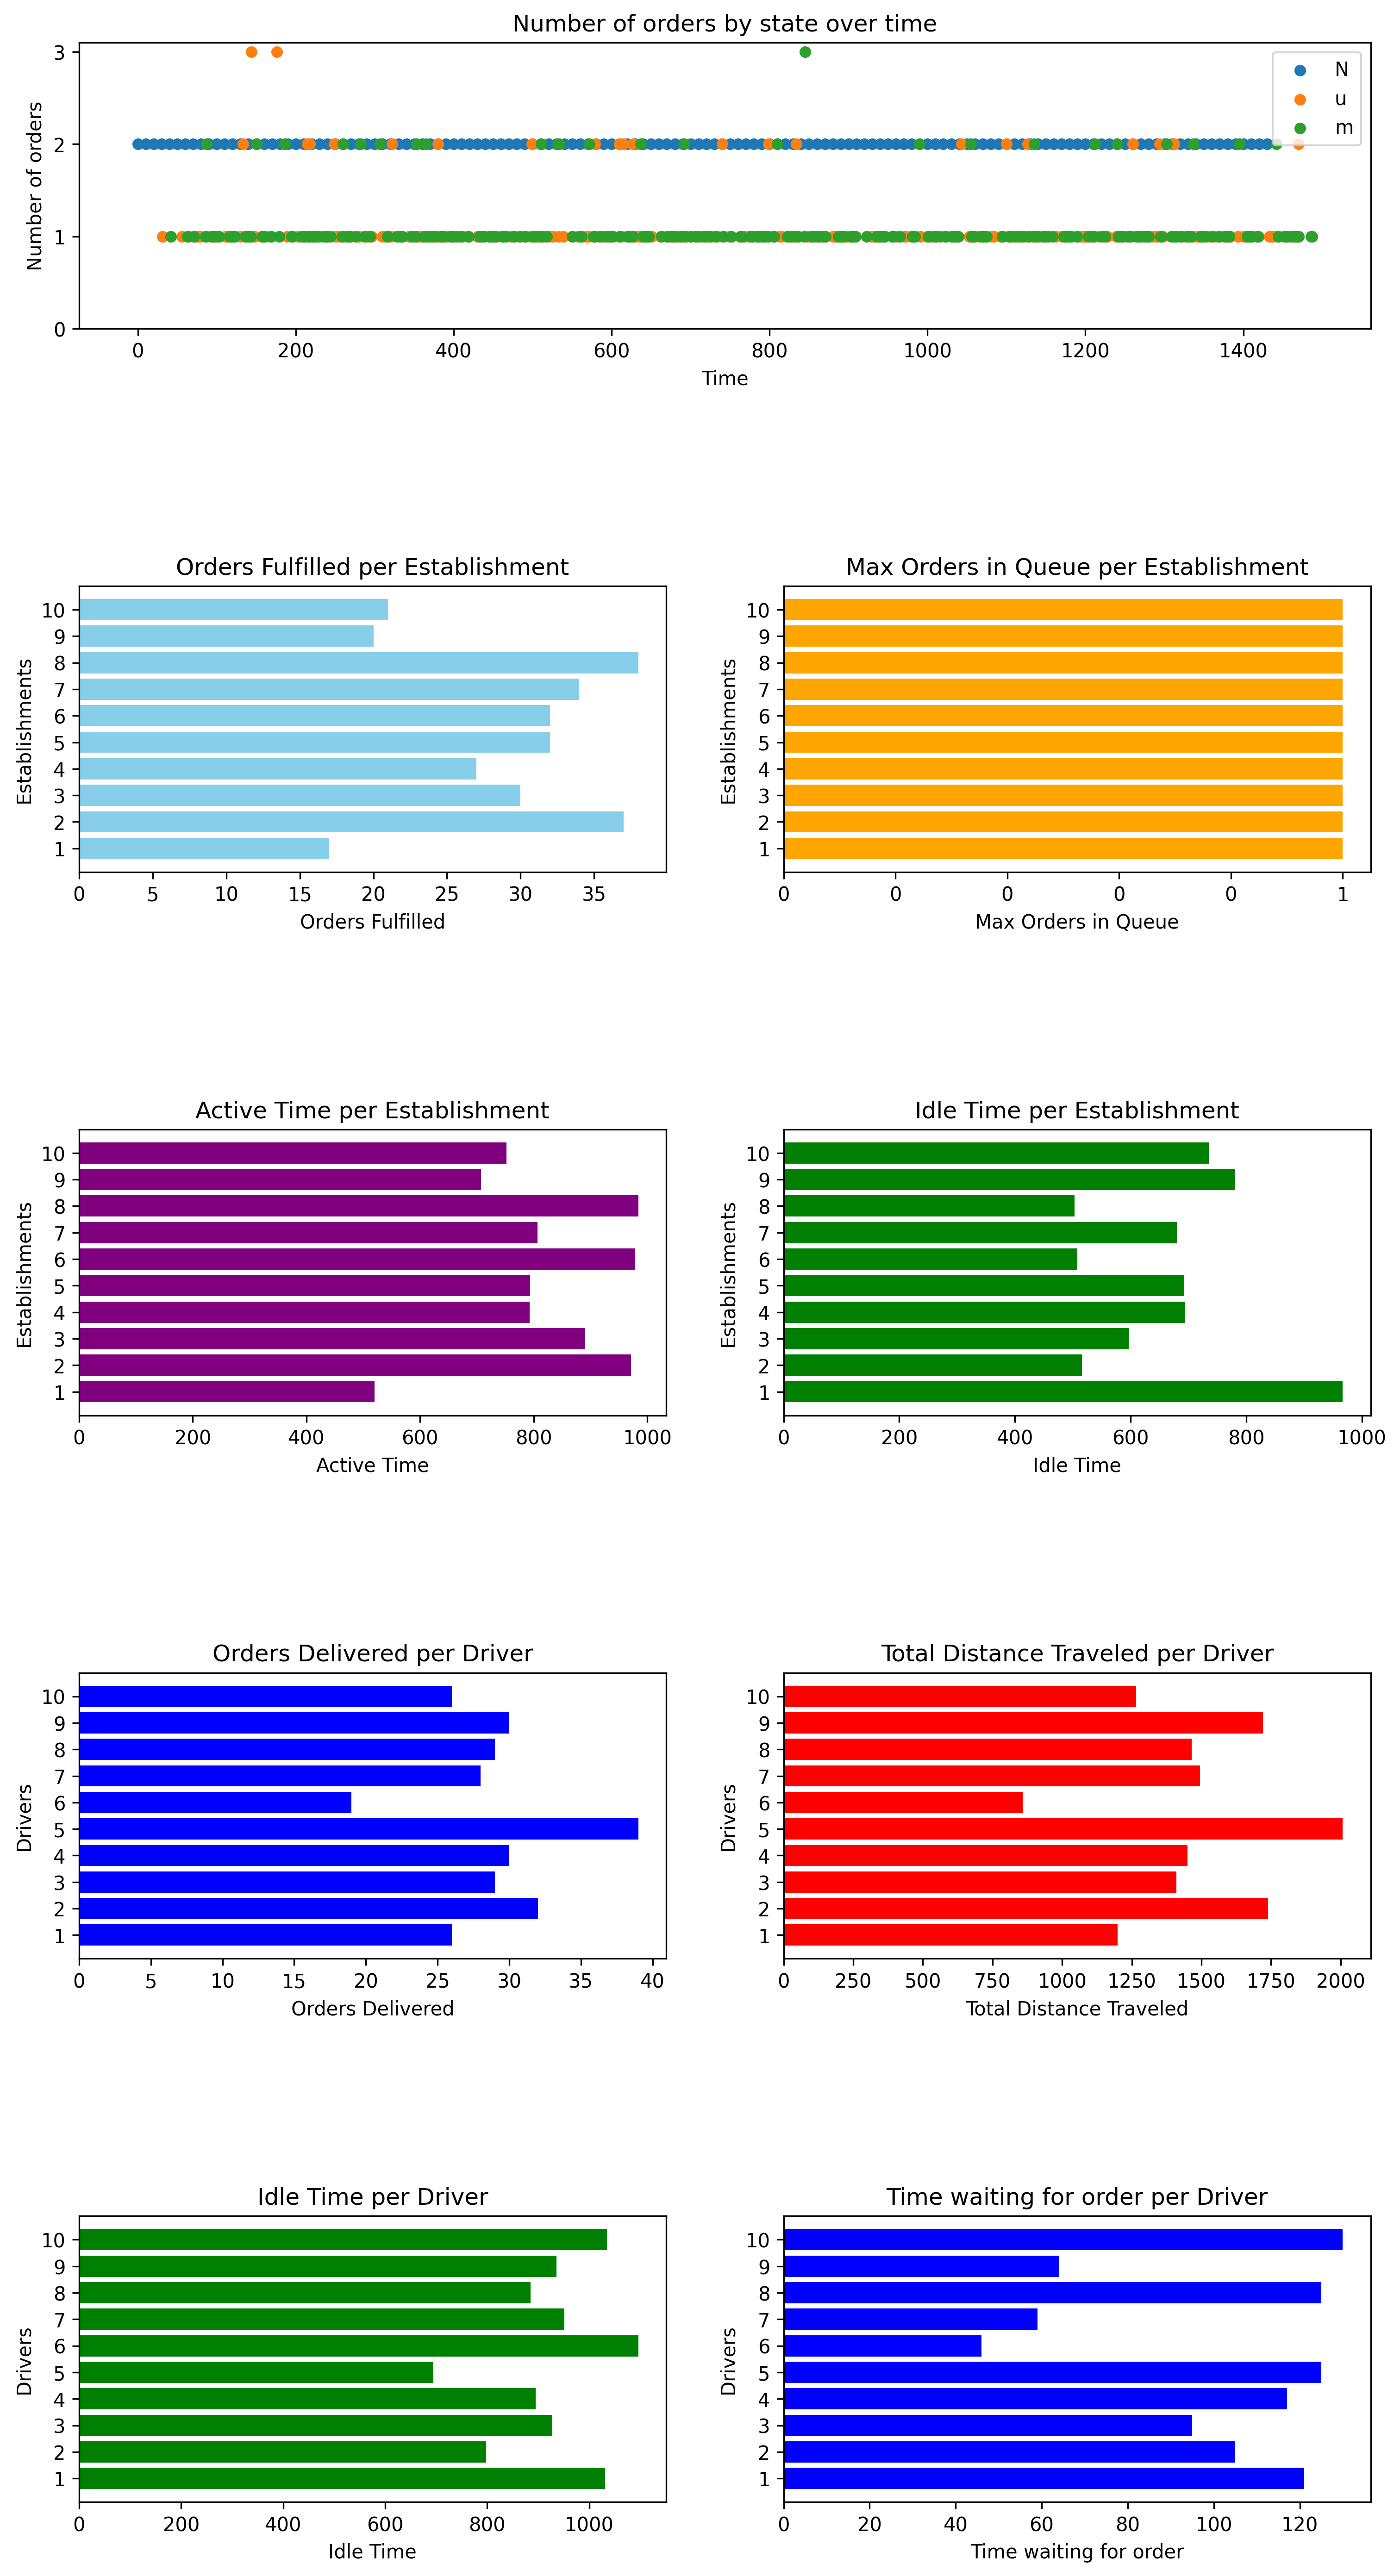 Number of orders by state over time
3
2
1
0
Number of orders
N
u
m
0 200 400 600 800 1000 1200 1400
Time
Orders Fulfilled per Establishment
10
9
8
7
6
5
4
3
2
1
Establishments
0 5 10 15 20 25 30 35
Orders Fulfilled
Max Orders in Queue per Establishment
10
9
8
7
6
5
4
3
2
1
Establishments
0 0 0 0 0 1
Max Orders in Queue
Active Time per Establishment
10
9
8
7
6
5
4
3
2
1
Establishments
0 200 400 600 800 1000
Active Time
Idle Time per Establishment
10
9
8
7
6
5
4
3
2
1
Establishments
0 200 400 600 800 1000
Idle Time
Orders Delivered per Driver
10
9
8
7
6
5
4
3
2
1
Drivers
0 5 10 15 20 25 30 35 40
Orders Delivered
Total Distance Traveled per Driver
10
9
8
7
6
5
4
3
2
1
Drivers
0 250 500 750 1000 1250 1500 1750 2000
Total Distance Traveled
Idle Time per Driver
10
9
8
7
6
5
4
3
2
1
Drivers
0 200 400 600 800 1000
Idle Time
Time waiting for order per Driver
10
9
8
7
6
5
4
3
2
1
Drivers
0 20 40 60 80 100 120
Time waiting for order